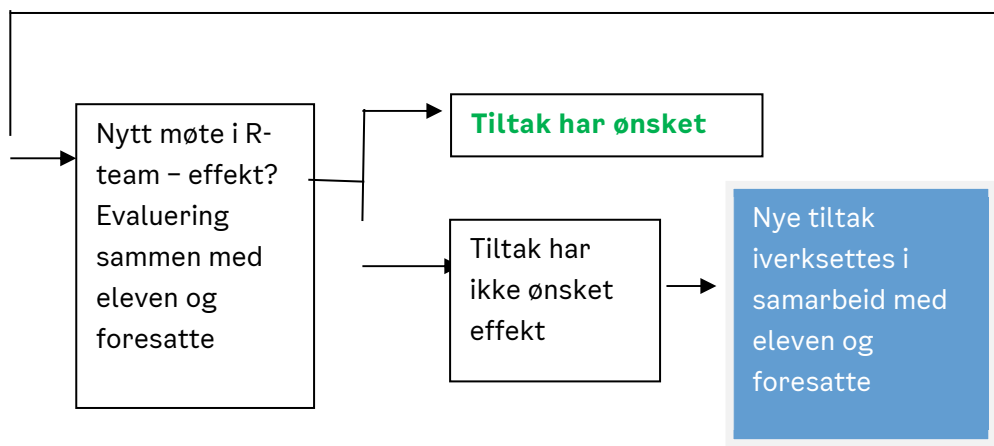 Nytt møte i R-
team – effekt?
Evaluering
sammen med
eleven og
foresatte
Tiltak har ønsket
Tiltak har
ikke ønsket
effekt
Nye tiltak
iverksettes i
samarbeid med
eleven og
foresatte